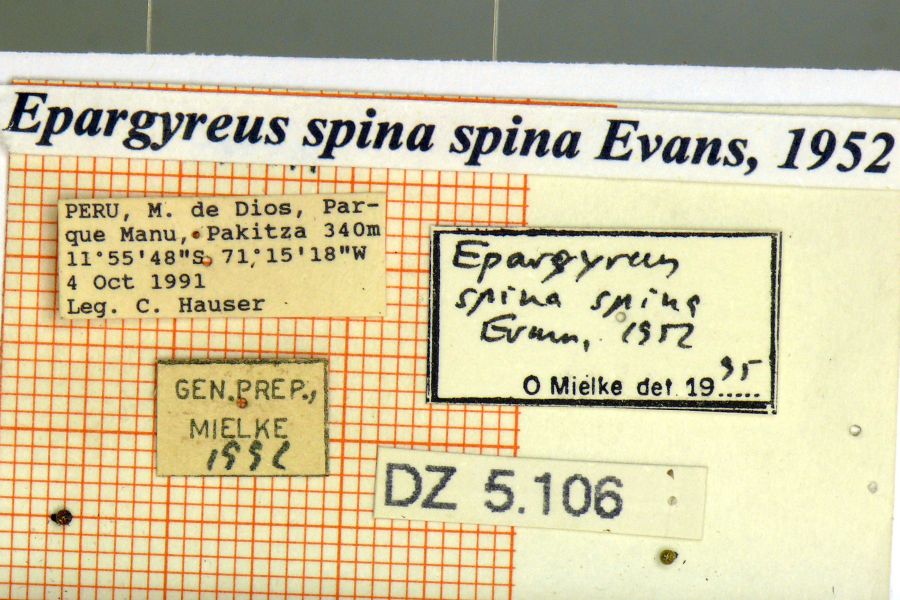 Epargyreus spina spina Evans, 1952
PERU, M. de Dios, Par-
que Manu, Pakitza 340m
11°55'48"S, 71°15'18"W
4 Oct 1991
Leg. C. Hauser
Epargyreus
spina spina
Evans, 1952
O Mielke det. 1995
GEN. PREP.,
MIELKE
1992
DZ 5.106